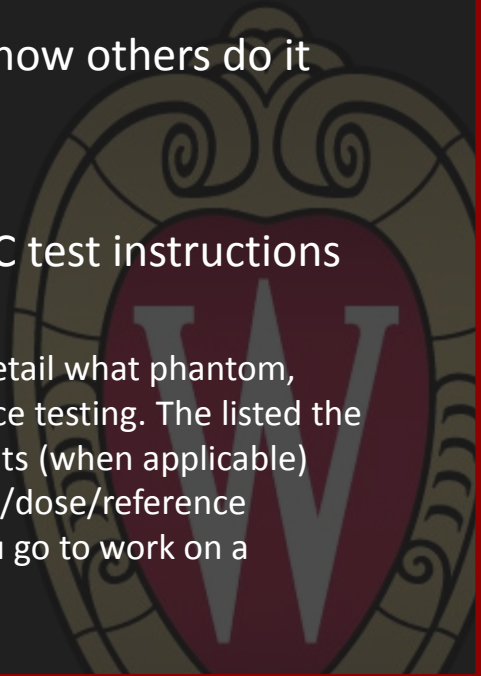 how others do it
C test instructions
etail what phantom,
ce testing. The listed the
ts (when applicable)
/dose/reference
u go to work on a
W